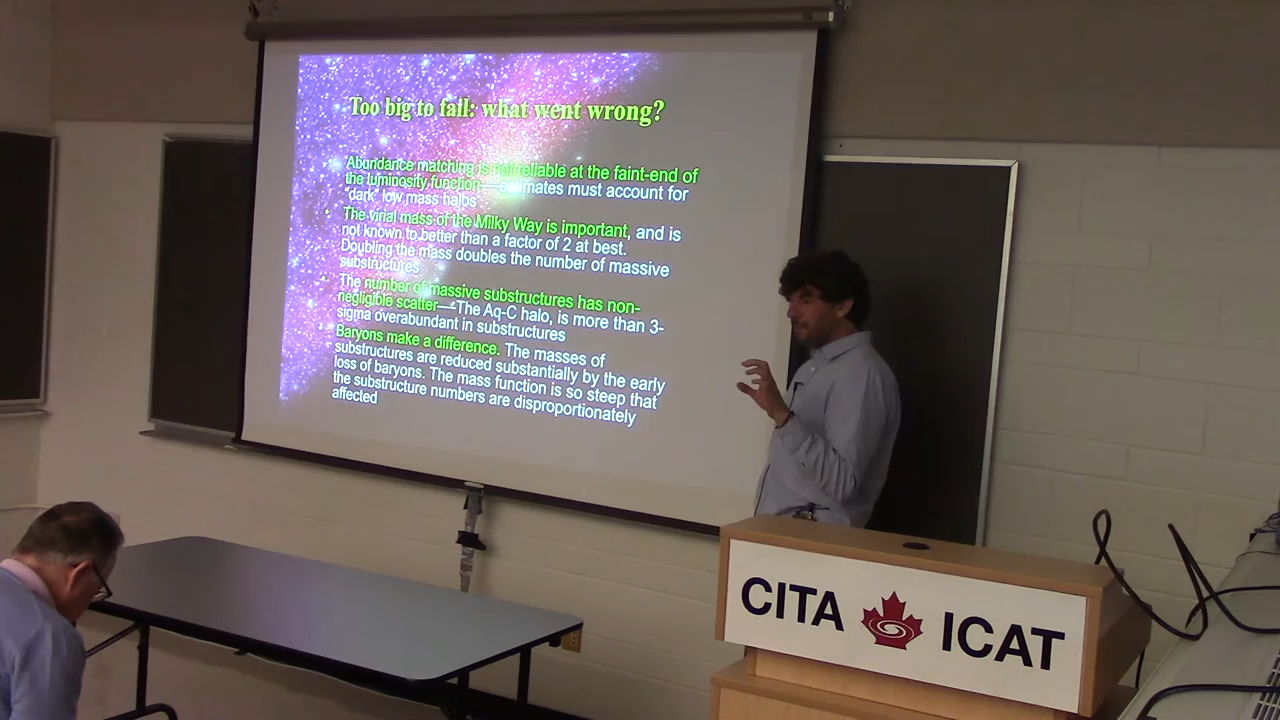 Too big to fail: what went wrong?
Abundance matching is not reliable at the faint-end of
the luminosity function—estimates must account for
"dark" low mass halos
The virial mass of the Milky Way is important, and is
not known to better than a factor of 2 at best.
Doubling the mass doubles the number of massive
substructures
The number of massive substructures has non-
negligible scatter—"The Aq-C halo, is more than 3-
sigma overabundant in substructures
Baryons make a difference. The masses of
substructures are reduced substantially by the early
loss of baryons. The mass function is so steep that
the substructure numbers are disproportionately
affected
CITA ICAT